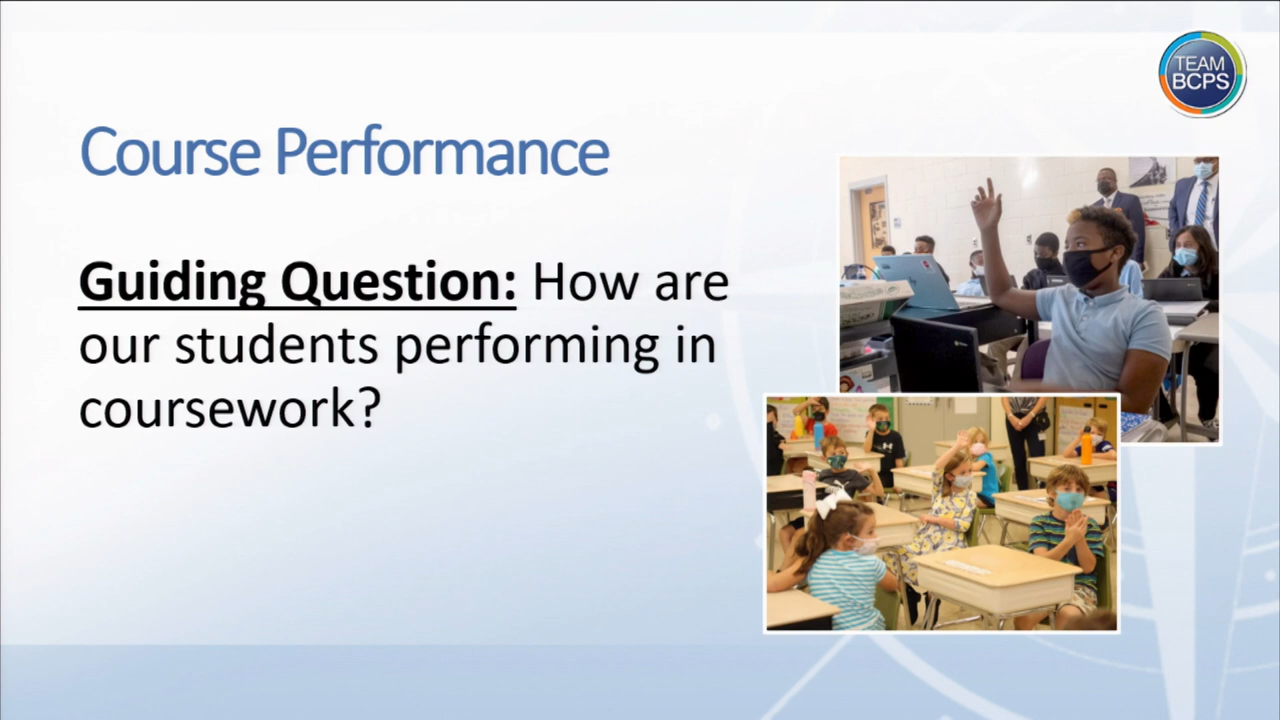 TEAM
BCPS
Course Performance
Guiding Question: How are
our students performing in
coursework?